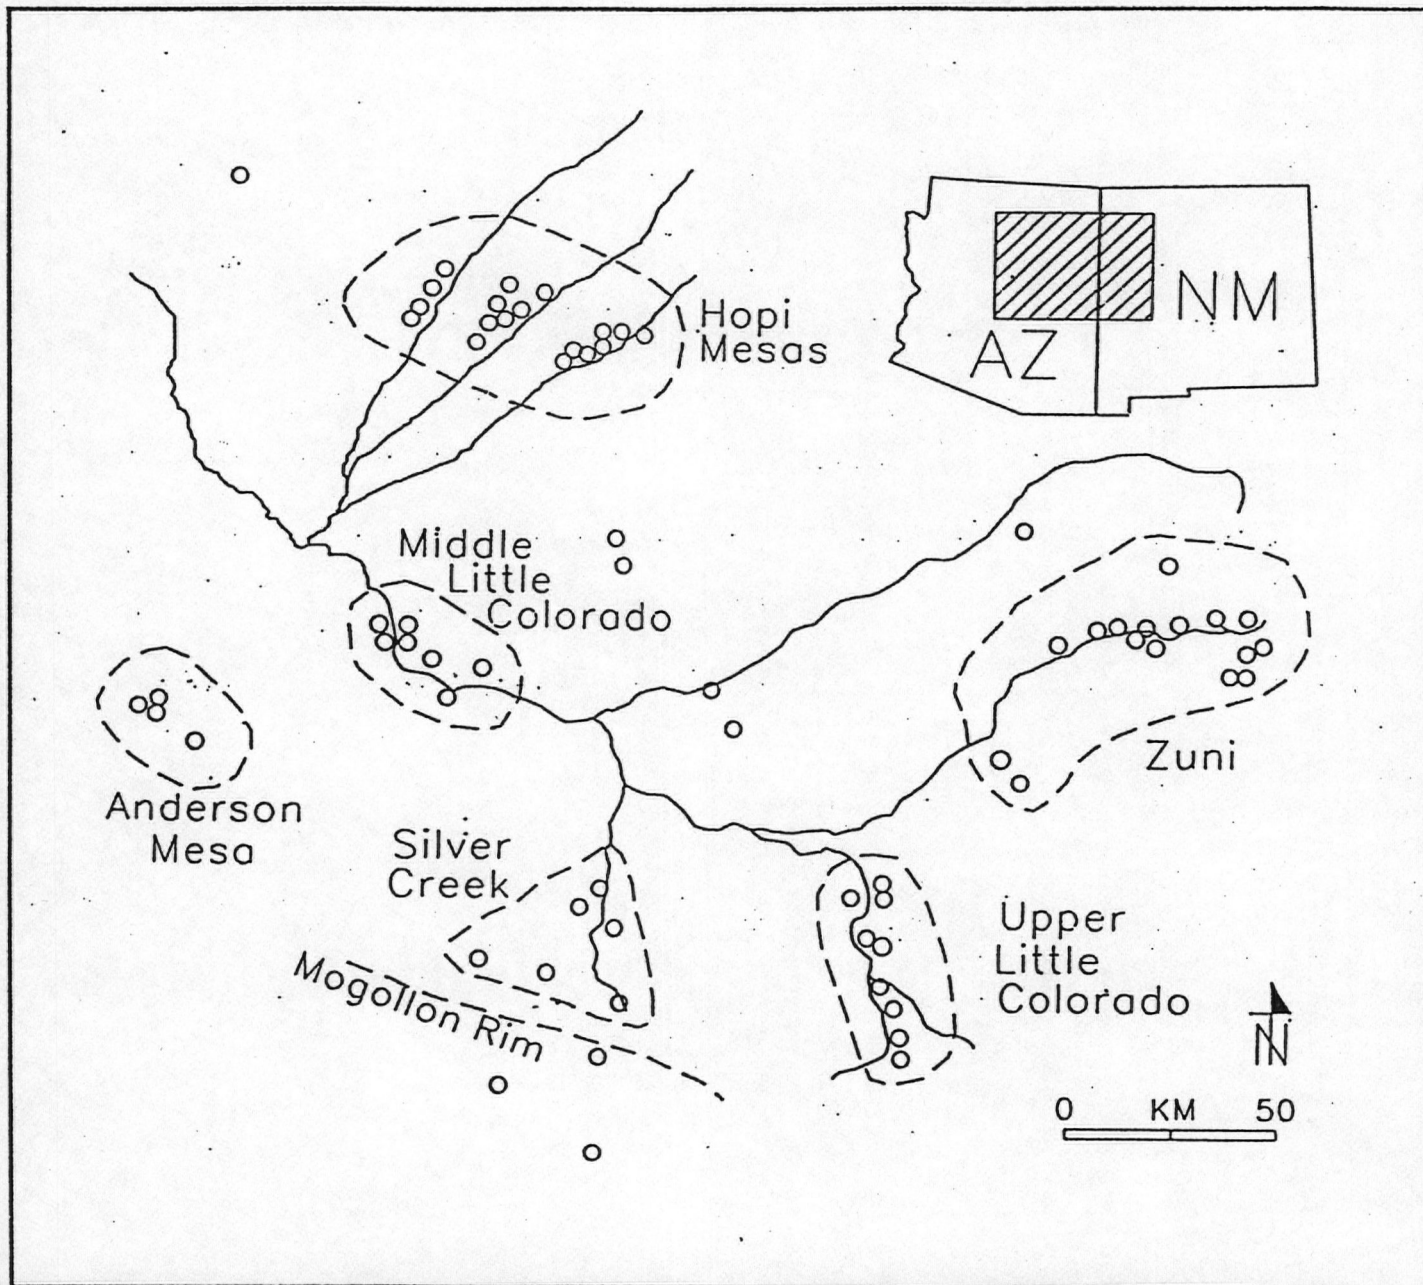 Hopi
Mesas
AZ
NM
Middle
Little
Colorado
Anderson
Mesa
Silver
Creek
Mogollon Rim
Zuni
Upper
Little
Colorado
N
0 KM 50